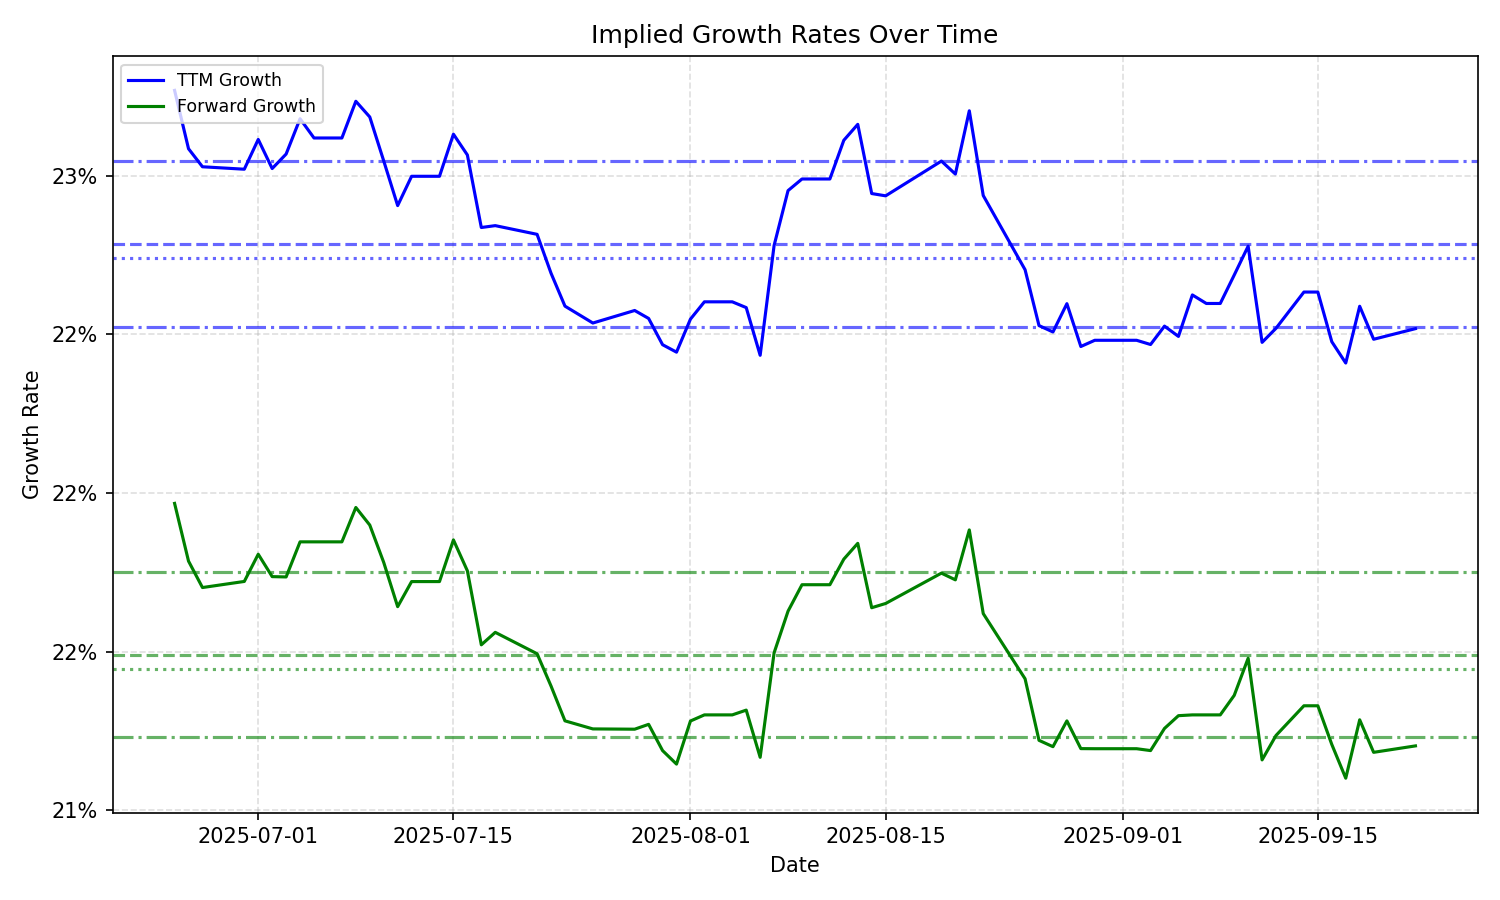 Implied Growth Rates Over Time
TTM Growth
Forward Growth
23%
22%
22%
22%
21%
Growth Rate
2025-07-01
2025-07-15
2025-08-01
2025-08-15
2025-09-01
2025-09-15
Date